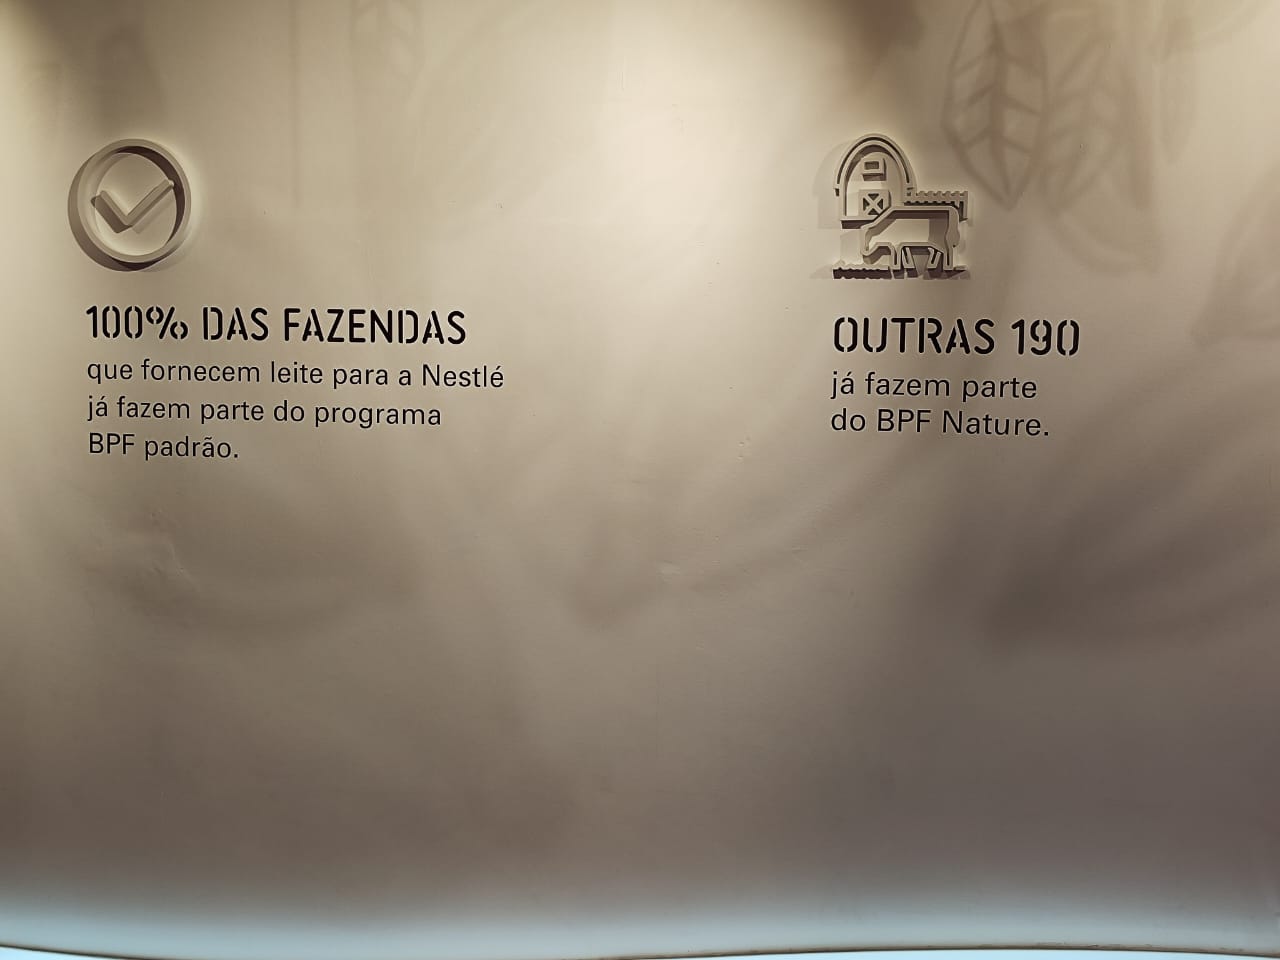 100% DAS FAZENDAS
que fornecem leite para a Nestlé
já fazem parte do programa
BPF padrão.
OUTRAS 190
já fazem parte
do BPF Nature.